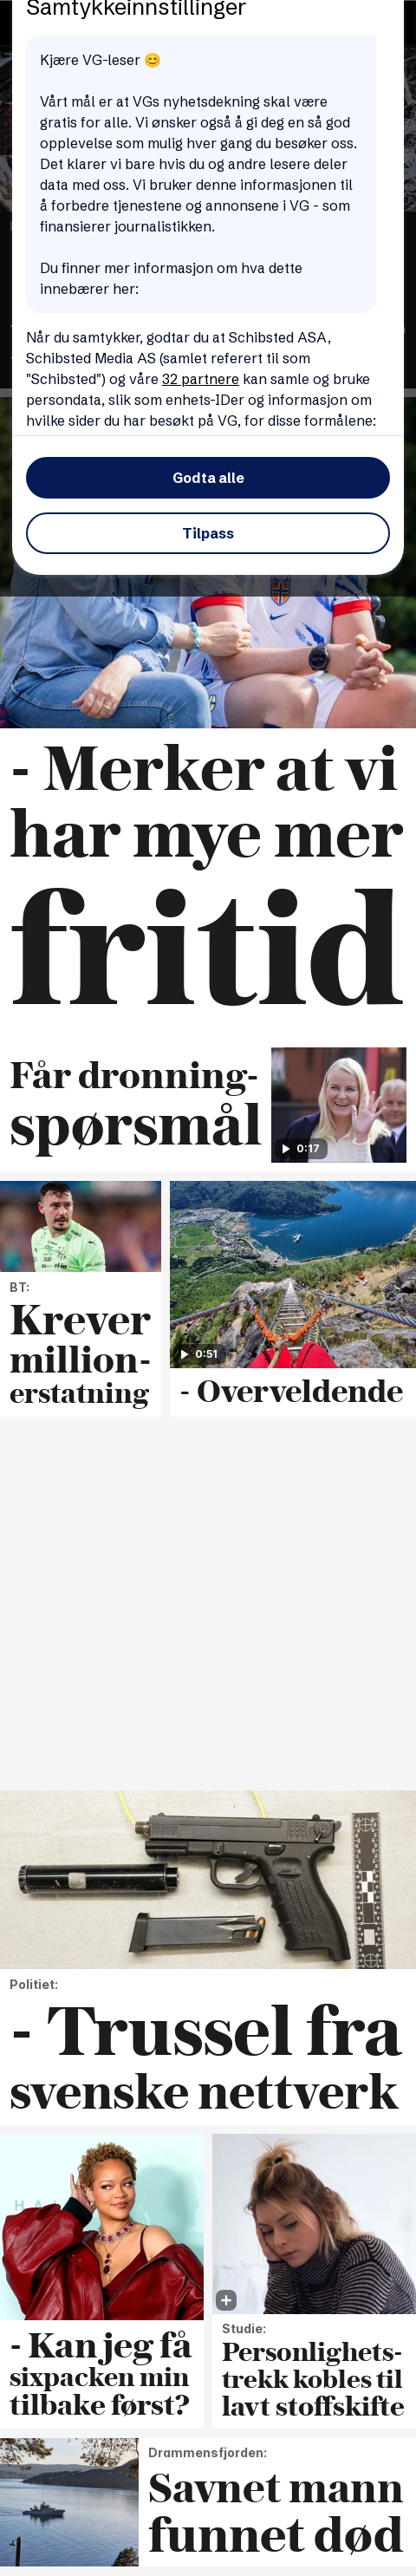 Samtykkeinnstillinger
Kjære VG-leser 😊
Vårt mål er at VGs nyhetsdekning skal være
gratis for alle. Vi ønsker også å gi deg en så god
opplevelse som mulig hver gang du besøker oss.
Det klarer vi bare hvis du og andre lesere deler
data med oss. Vi bruker denne informasjonen til
å forbedre tjenestene og annonsene i VG - som
finansierer journalistikken.
Du finner mer informasjon om hva dette
innebærer her:
Når du samtykker, godtar du at Schibsted ASA,
Schibsted Media AS (samlet referert til som
"Schibsted") og våre 32 partnere kan samle og bruke
persondata, slik som enhets-IDer og informasjon om
hvilke sider du har besøkt på VG, for disse formålene:
Godta alle
Tilpass
- Merker at vi
har mye mer
fritid
Får dronning-
spørsmål
0:17
BT:
Krever
million-
erstatning
0:51
- Overveldende
Politiet:
- Trussel fra
svenske nettverk
- Kan jeg få
sixpacken min
tilbake først?
Studie:
Personlighets-
trekk kobles til
lavt stoffskifte
Drammensfjorden:
Savnet mann
funnet død